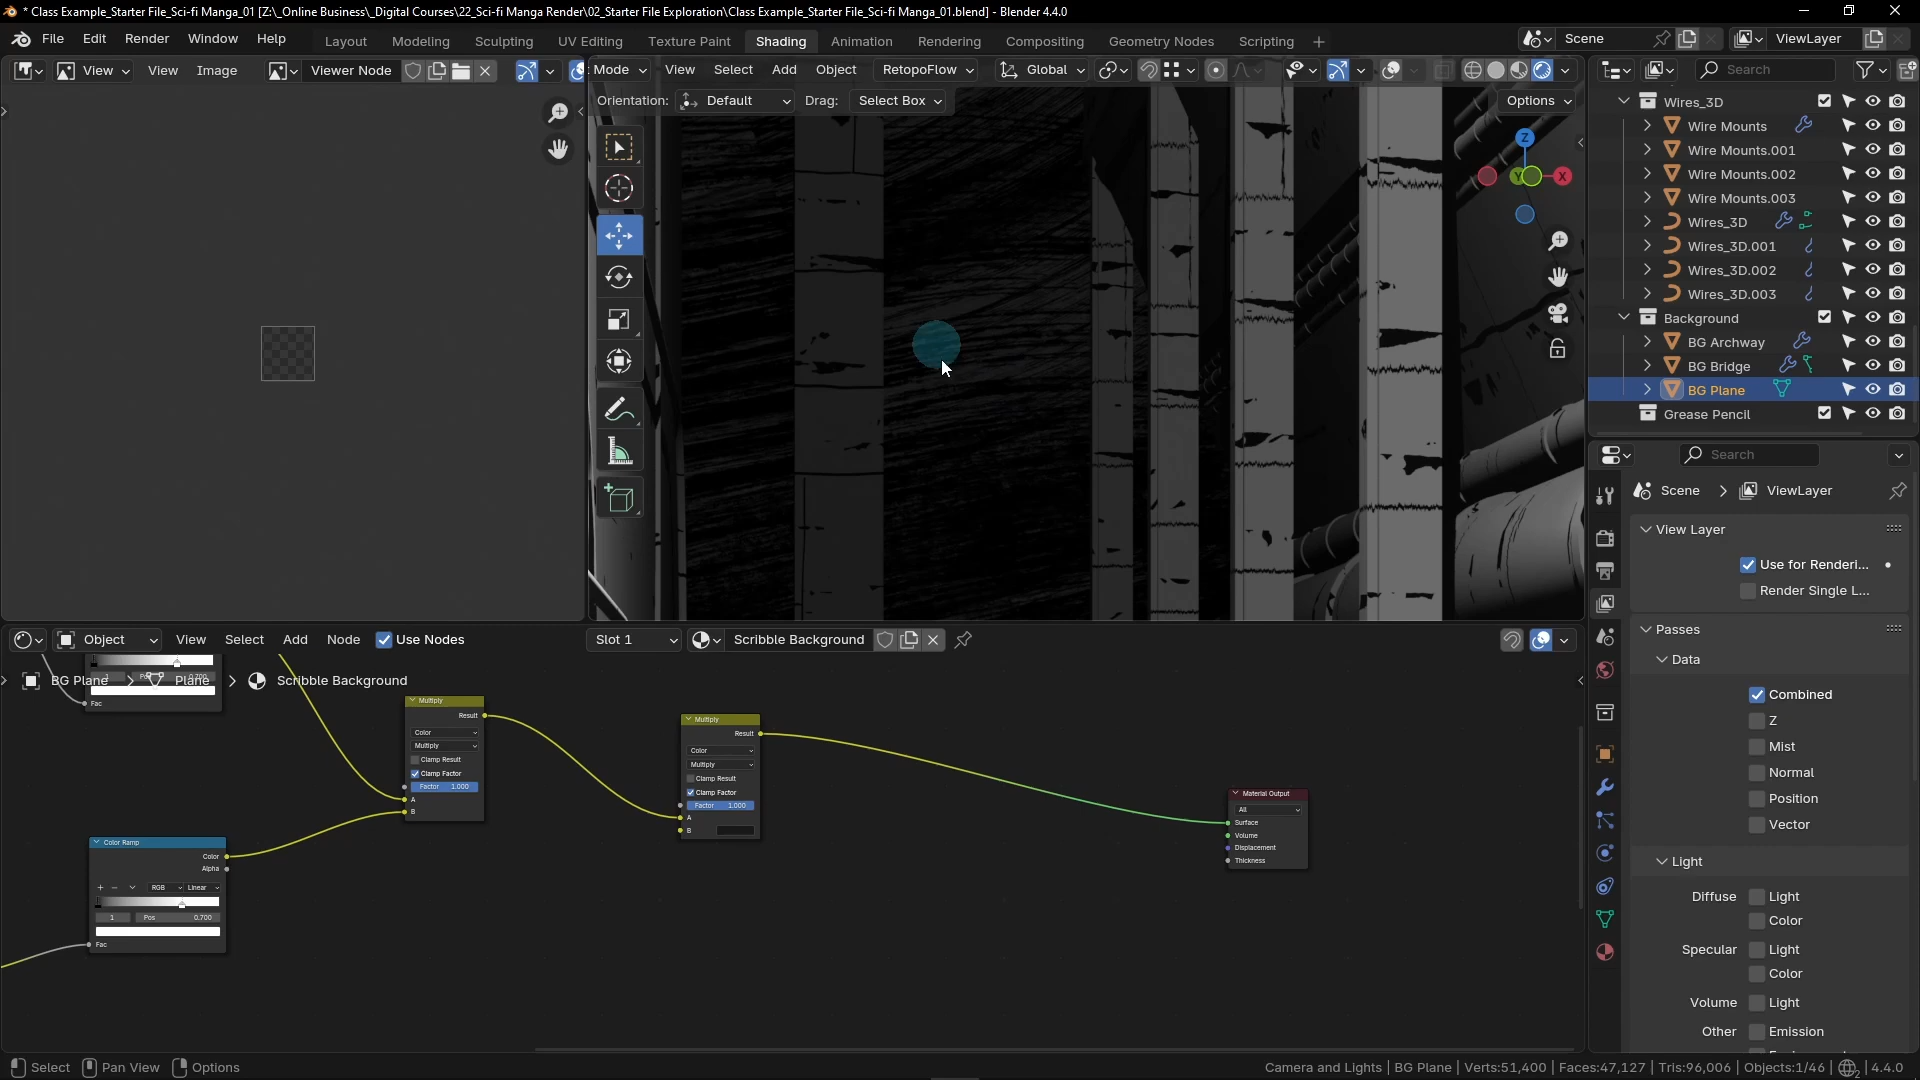 * Class Example_Starter File_Sci-fi Manga_01 [Z:\_Online Business\_Digital Courses\22_Sci-fi Manga Render\02_Starter File Exploration\Class Example_Starter File_Sci-fi Manga_01.blend] - Blender 4.4.0
File Edit Render Window Help Layout Modeling Sculpting UV Editing Texture Paint Shading Animation Rendering Compositing Geometry Nodes Scripting + Scene ViewLayer
View View Image Viewer Node Mode View Select Add Object RetopoFlow Global Search
Orientation: Default Drag: Select Box Options
Wires_3D
Wire Mounts
Wire Mounts.001
Wire Mounts.002
Wire Mounts.003
Wires_3D
Wires_3D.001
Wires_3D.002
Wires_3D.003
Background
BG Archway
BG Bridge
BG Plane
Grease Pencil
Z
X
Search
Scene > ViewLayer
View Layer
Use for Renderi...
Render Single L...
Passes
Data
Combined
Z
Mist
Normal
Position
Vector
Light
Diffuse Light
Color
Specular Light
Color
Volume Light
Other Emission
Object View Select Add Node Use Nodes Slot 1 Scribble Background
BG Plane > Plane > Scribble Background
Fac
Multiply
Result
Color
Multiply
Clamp Result
Clamp Factor
Factor 1.000
A
B
Multiply
Result
Color
Multiply
Clamp Result
Clamp Factor
Factor 1.000
A
B
Material Output
All
Surface
Volume
Displacement
Thickness
Color Ramp
Color
Alpha
+ − RGB Linear
1 Pos 0.700
Fac
Select Pan View Options Camera and Lights | BG Plane | Verts:51,400 | Faces:47,127 | Tris:96,006 | Objects:1/46 | 4.4.0